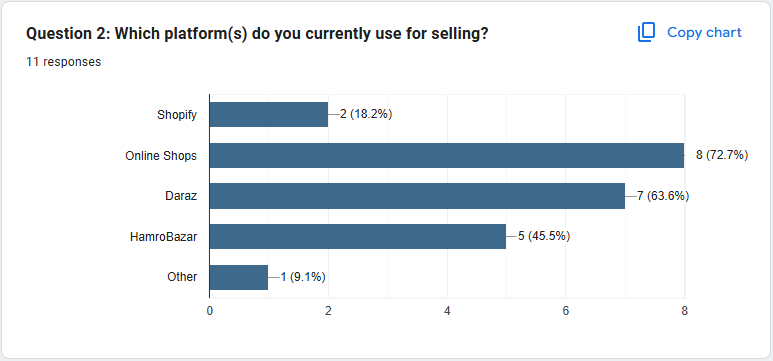 Question 2: Which platform(s) do you currently use for selling?
Copy chart
11 responses
Shopify 2 (18.2%)
Online Shops 8 (72.7%)
Daraz 7 (63.6%)
HamroBazar 5 (45.5%)
Other 1 (9.1%)
0 2 4 6 8